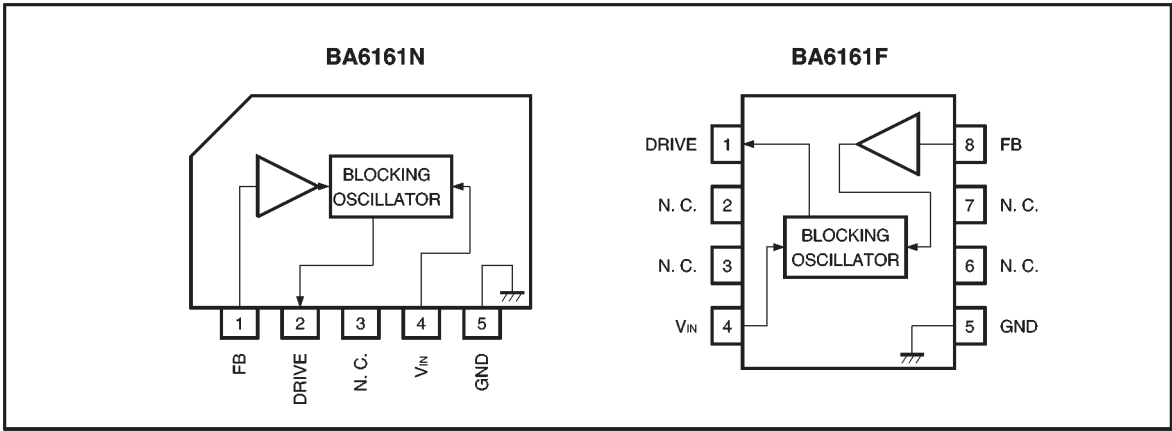 BA6161N
BLOCKING
OSCILLATOR
1
2
3
4
5
FB
DRIVE
N. C.
VIN
GND
BA6161F
DRIVE 1
N. C. 2
N. C. 3
VIN 4
8 FB
7 N. C.
6 N. C.
5 GND
BLOCKING
OSCILLATOR